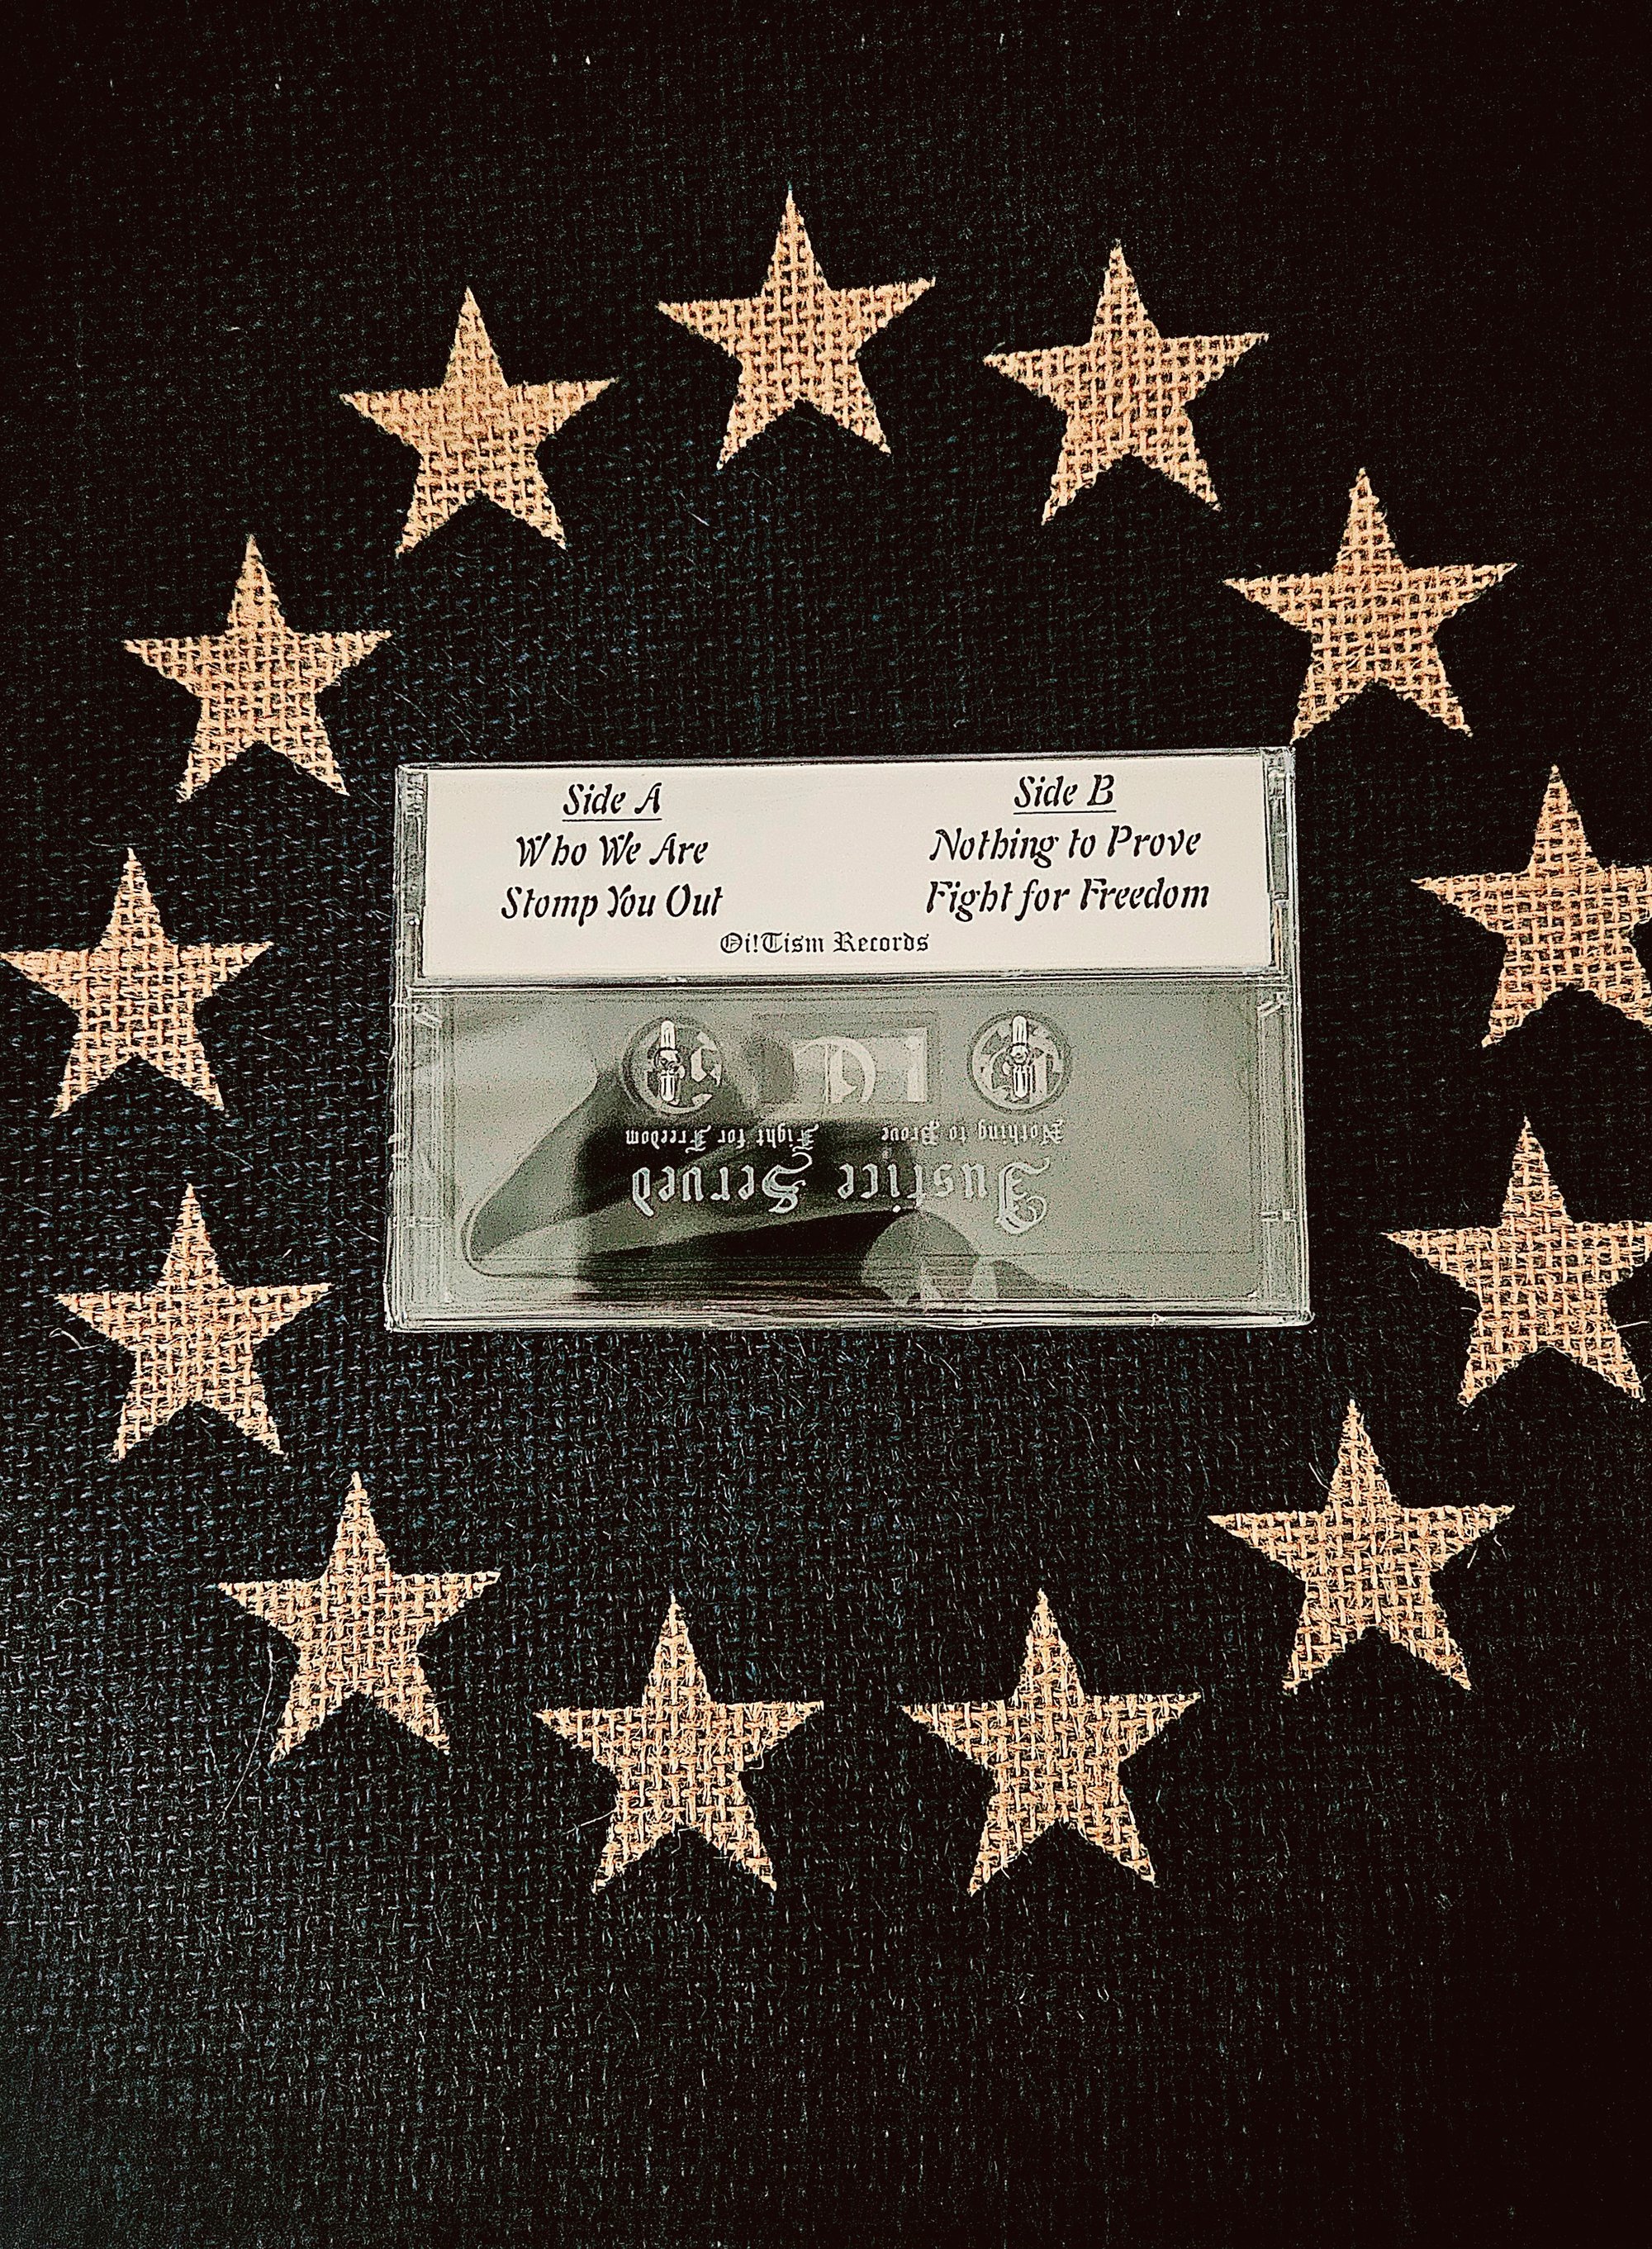 Side A
Who We Are
Stomp You Out
Side B
Nothing to Prove
Fight for Freedom
Oi!Tism Records
Justice Served
Nothing to Prove Fight for Freedom